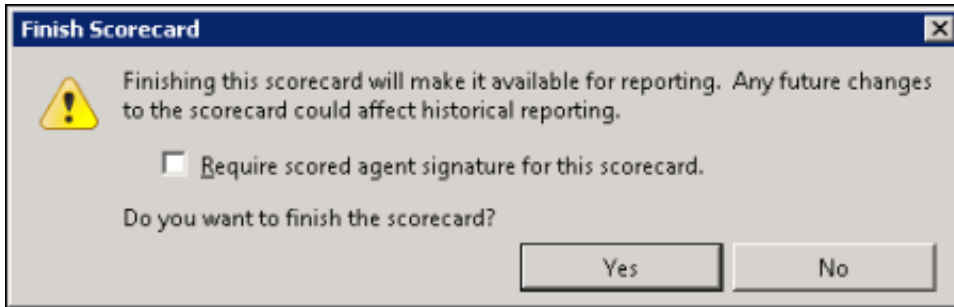 Finish Scorecard
Finishing this scorecard will make it available for reporting.  Any future changes
to the scorecard could affect historical reporting.
Require scored agent signature for this scorecard.
Do you want to finish the scorecard?
Yes
No